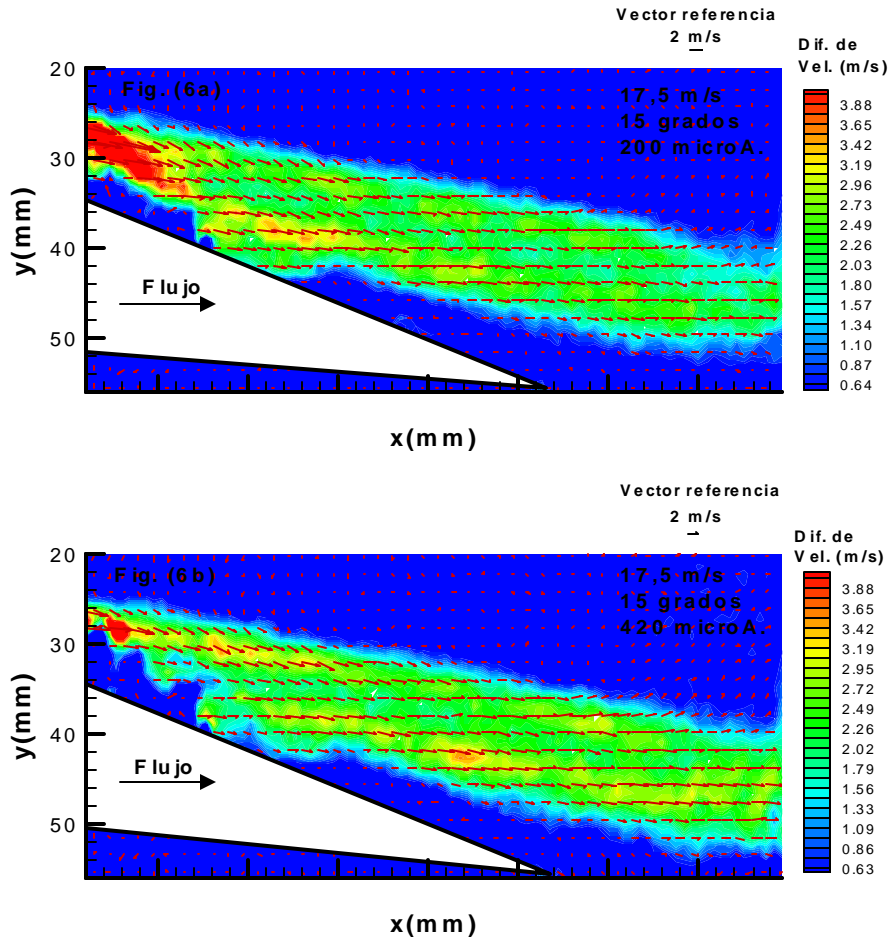 Vector referencia
2 m/s
Dif. de
Vel. (m/s)
20
Fig. (6a)
17,5 m/s
15 grados
200 microA.
30
40
50
y(mm)
Flujo
x(mm)
3.88
3.65
3.42
3.19
2.96
2.73
2.49
2.26
2.03
1.80
1.57
1.34
1.10
0.87
0.64
Vector referencia
2 m/s
Dif. de
Vel. (m/s)
20
Fig. (6b)
17,5 m/s
15 grados
420 microA.
30
40
50
y(mm)
Flujo
x(mm)
3.88
3.65
3.42
3.19
2.95
2.72
2.49
2.26
2.02
1.79
1.56
1.33
1.09
0.86
0.63